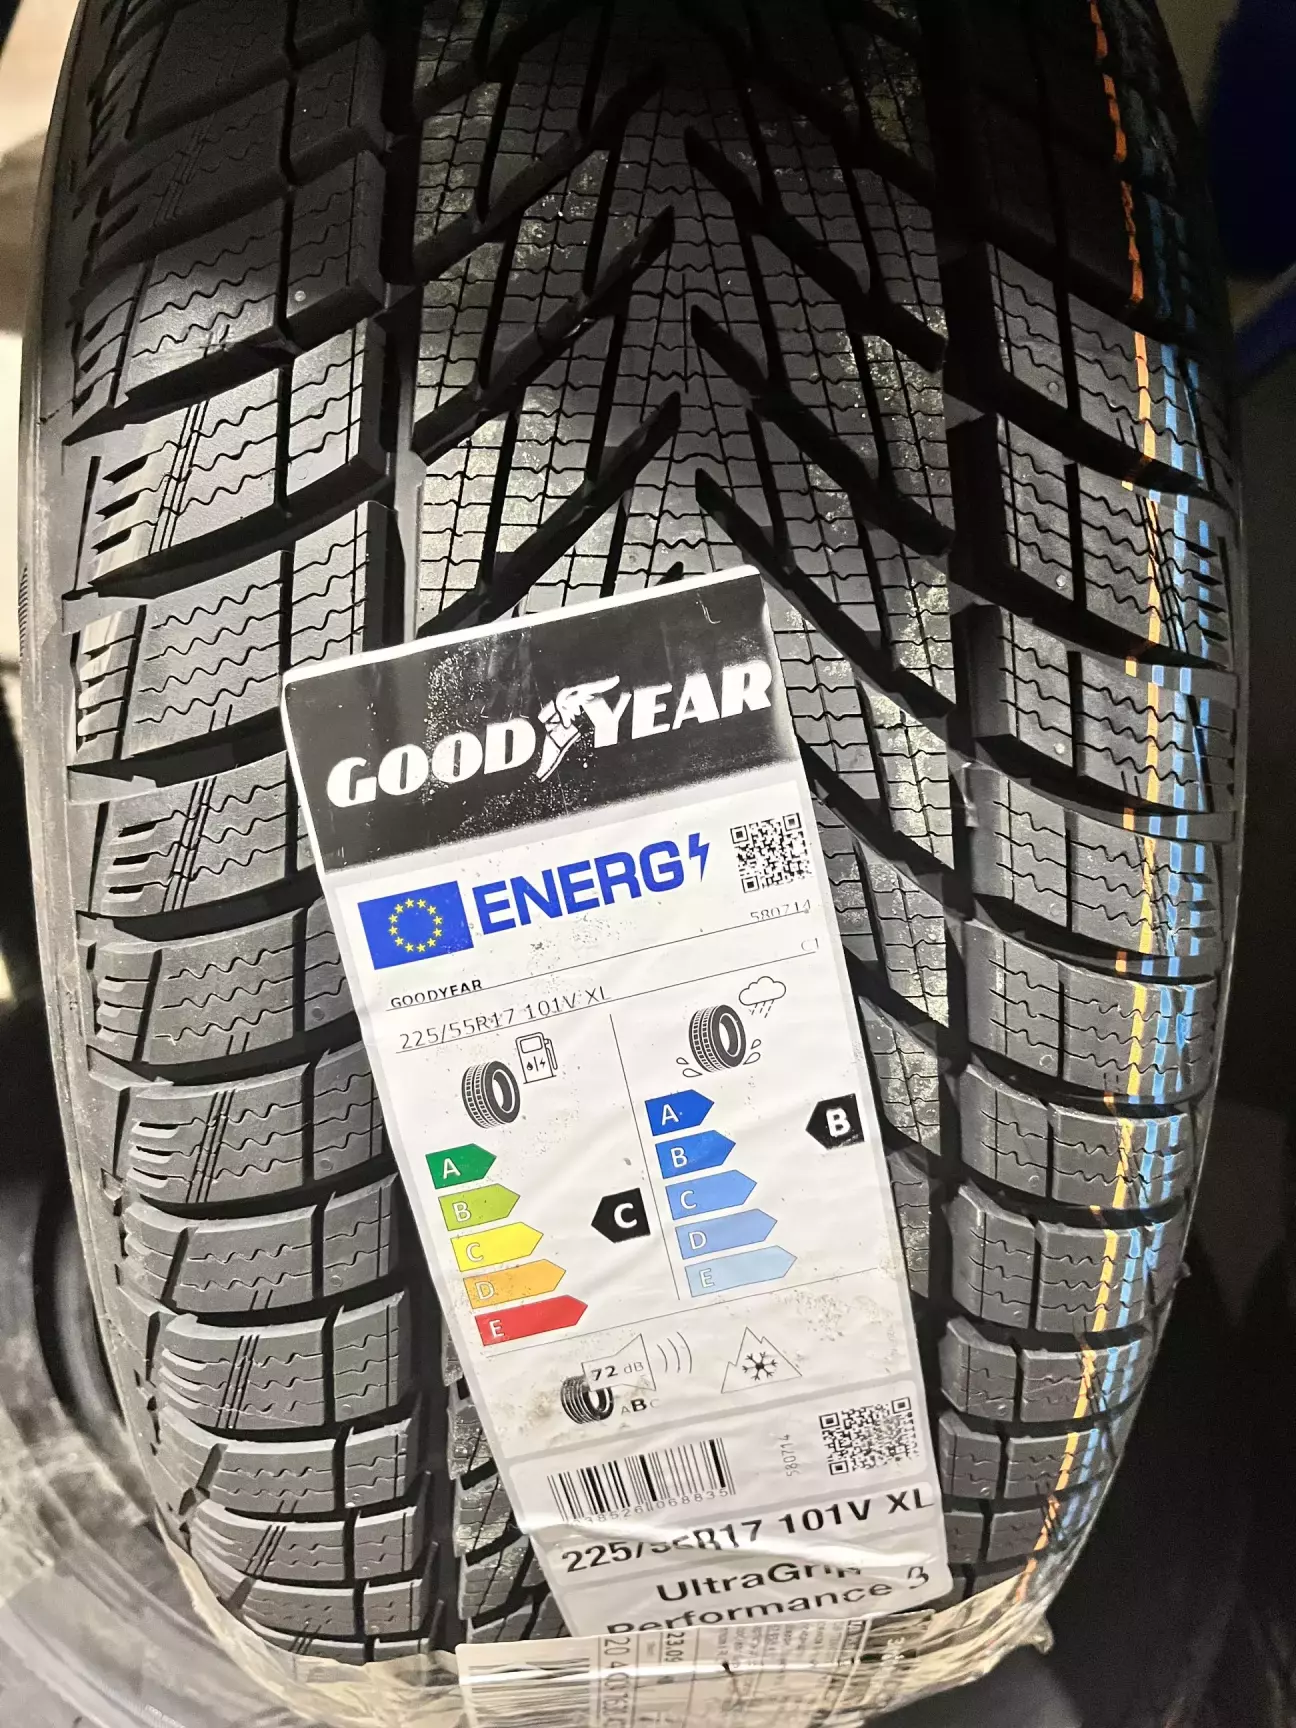 GOODYEAR
ENERG
580714
GOODYEAR
C1
225/55R17 101V XL
A
B
C
D
E
C
A
B
C
D
E
B
72 dB
ABC
580714
225/55R17 101V XL
UltraGrip
Performance 3